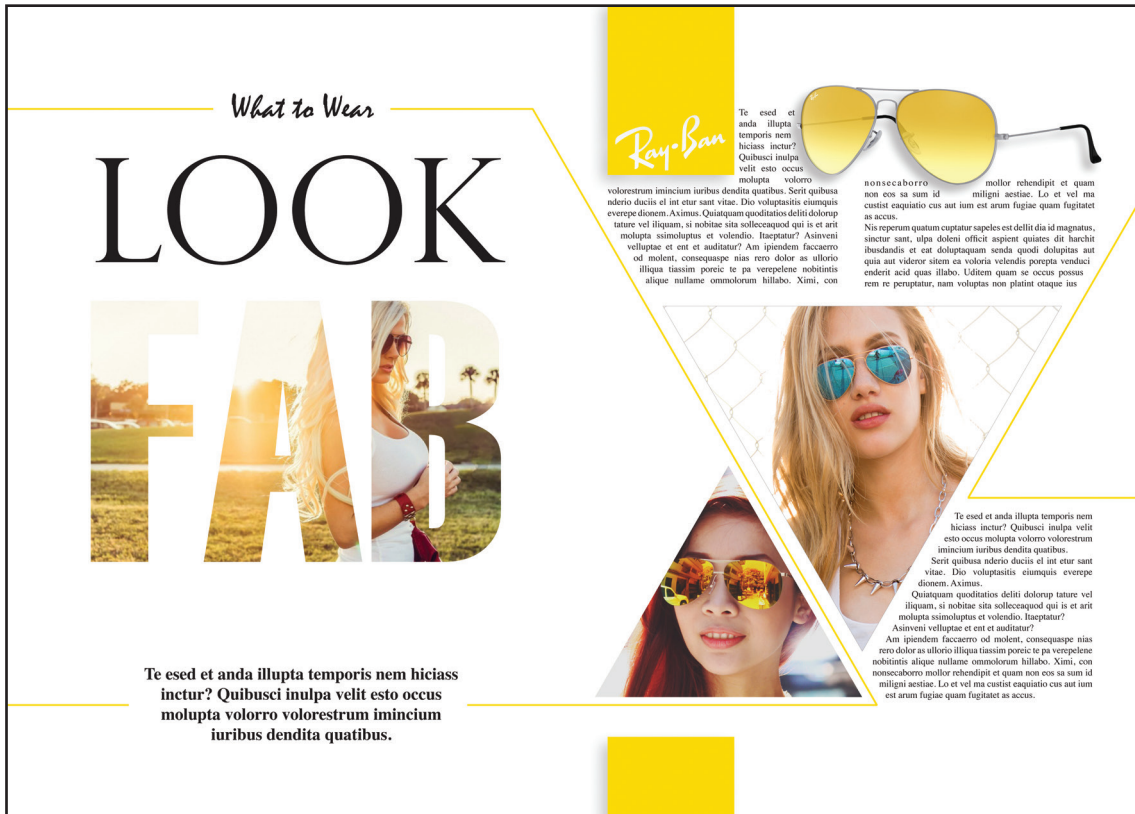 What to Wear
LOOK
FAB
Te esed et anda illupta temporis nem hiciass
inctur? Quibusci inulpa velit esto occus
molupta volorro volorestrum imincium
iuribus dendita quatibus.
Ray-Ban
Te esed et
anda illupta
temporis nem
hiciass inctur?
Quibusci inulpa
velit esto occus
molupta volorro
volorestrum imincium iuribus dendita quatibus. Serit quibusa
nderio duciis el int etur sant vitae. Dio voluptasitis eiumquis
everepe dionem. Aximus. Quiatquam quoditatios deliti dolorup
tature vel iliquam, si nobitae sita solleceaquod qui is et arit
molupta ssimoluptus et volendio. Itaeptatur? Asinveni
velluptae et ent et auditatur? Am ipiendem faccaerro
od molent, consequaspe nias rero dolor as ullorio
illiqua tiassim poreic te pa verepelene nobitintis
alique nullame ommolorum hillabo. Ximi, con
nonsecaborro mollor rehendipit et quam
non eos sa sum id miligni aestiae. Lo et vel ma
custist eaquiatio cus aut ium est arum fugiae quam fugitatet
as accus.
Nis reperum quatum cuptatur sapeles est dellit dia id magnatus,
sinctur sant, ulpa doleni officit aspient quiates dit harchit
ibusdandis et eat doluptaquam senda quodi dolupitas aut
quia aut videror sitem ea voloria velendis porepta venduci
enderit acid quas illabo. Uditem quam se occus possus
rem re peruptatur, nam voluptas non platint otaque ius
Te esed et anda illupta temporis nem
hiciass inctur? Quibusci inulpa velit
esto occus molupta volorro volorestrum
imincium iuribus dendita quatibus.
Serit quibusa nderio duciis el int etur sant
vitae. Dio voluptasitis eiumquis everepe
dionem. Aximus.
Quiatquam quoditatios deliti dolorup tature vel
iliquam, si nobitae sita solleceaquod qui is et arit
molupta ssimoluptus et volendio. Itaeptatur?
Asinveni velluptae et ent et auditatur?
Am ipiendem faccaerro od molent, consequaspe nias
rero dolor as ullorio illiqua tiassim poreic te pa verepelene
nobitintis alique nullame ommolorum hillabo. Ximi, con
nonsecaborro mollor rehendipit et quam non eos sa sum id
miligni aestiae. Lo et vel ma custist eaquiatio cus aut ium
est arum fugiae quam fugitatet as accus.